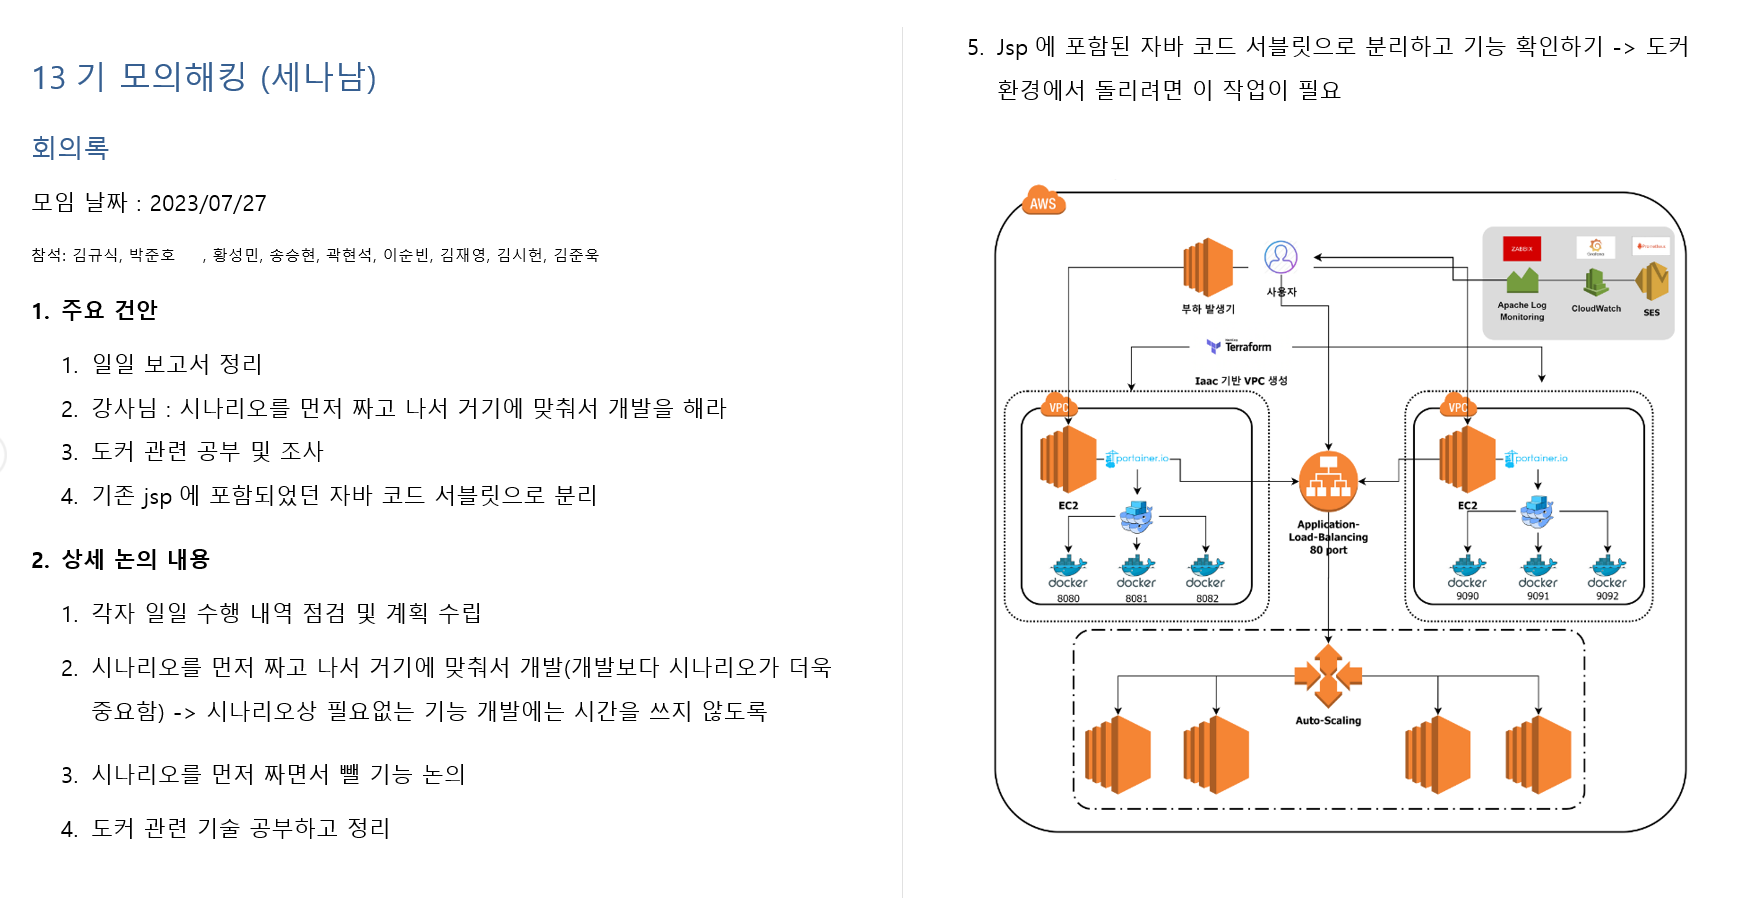 13 기 모의해킹 (세나남)
회의록
모임 날짜 : 2023/07/27
참석: 김규식, 박준호 , 황성민, 송승현, 곽현석, 이순빈, 김재영, 김시헌, 김준욱
1. 주요 건안
1. 일일 보고서 정리
2. 강사님 : 시나리오를 먼저 짜고 나서 거기에 맞춰서 개발을 해라
3. 도커 관련 공부 및 조사
4. 기존 jsp 에 포함되었던 자바 코드 서블릿으로 분리
2. 상세 논의 내용
1. 각자 일일 수행 내역 점검 및 계획 수립
2. 시나리오를 먼저 짜고 나서 거기에 맞춰서 개발(개발보다 시나리오가 더욱
중요함) -> 시나리오상 필요없는 기능 개발에는 시간을 쓰지 않도록
3. 시나리오를 먼저 짜면서 뺄 기능 논의
4. 도커 관련 기술 공부하고 정리
5. Jsp 에 포함된 자바 코드 서블릿으로 분리하고 기능 확인하기 -> 도커
환경에서 돌리려면 이 작업이 필요
AWS
ZABBIX
Grafana
Prometheus
부하 발생기
사용자
Apache Log
Monitoring
CloudWatch
SES
Terraform
Iaac 기반 VPC 생성
VPC
VPC
EC2
portainer.io
EC2
portainer.io
Application-
Load-Balancing
80 port
docker
docker
docker
8080
8081
8082
docker
docker
docker
9090
9091
9092
Auto-Scaling